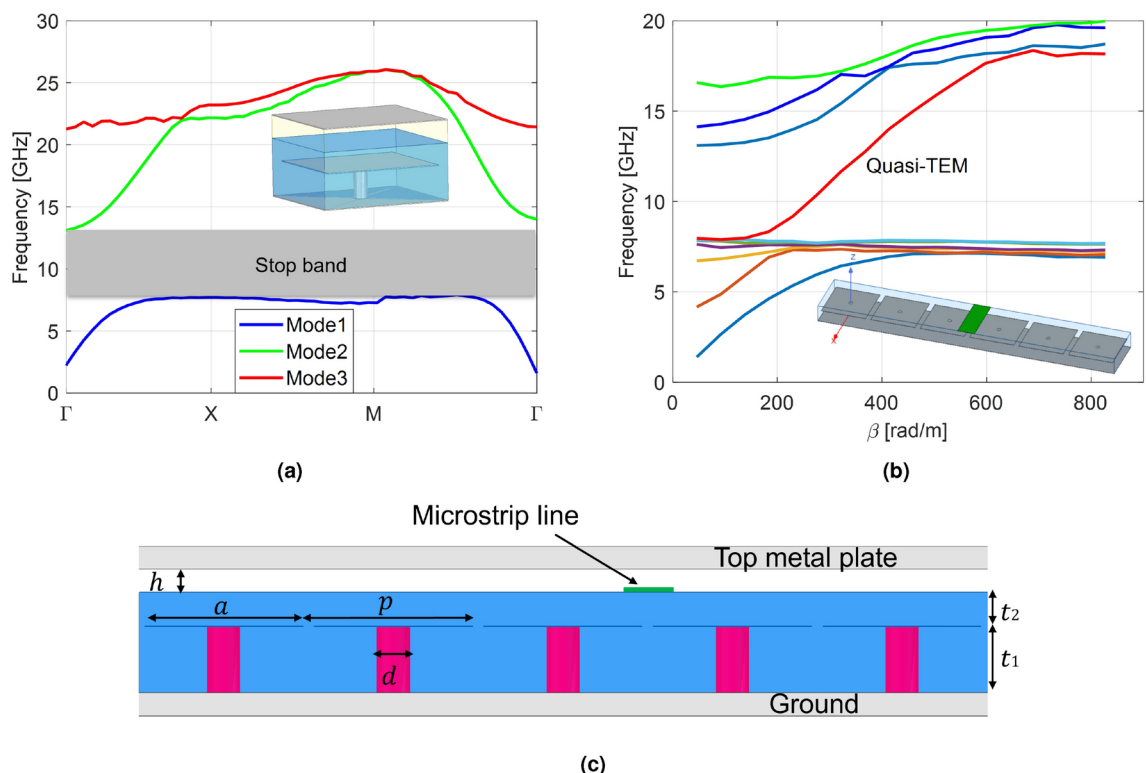 30
25
20
15
10
5
0
Frequency [GHz]
Stop band
Mode1
Mode2
Mode3
Γ
X
M
Γ
(a)
20
15
10
5
0
Frequency [GHz]
Quasi-TEM
z
x
0
200
400
600
800
β [rad/m]
(b)
Microstrip line
Top metal plate
h
a
p
t₂
d
t₁
Ground
(c)